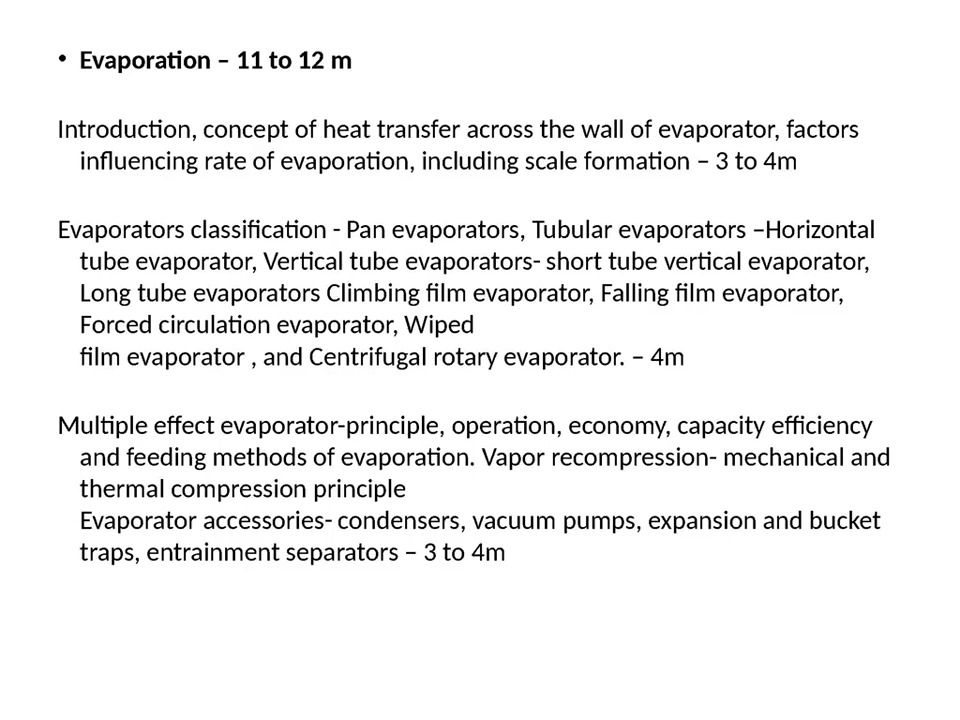 • Evaporation – 11 to 12 m
Introduction, concept of heat transfer across the wall of evaporator, factors
influencing rate of evaporation, including scale formation – 3 to 4m
Evaporators classification - Pan evaporators, Tubular evaporators –Horizontal
tube evaporator, Vertical tube evaporators- short tube vertical evaporator,
Long tube evaporators Climbing film evaporator, Falling film evaporator,
Forced circulation evaporator, Wiped
film evaporator , and Centrifugal rotary evaporator. – 4m
Multiple effect evaporator-principle, operation, economy, capacity efficiency
and feeding methods of evaporation. Vapor recompression- mechanical and
thermal compression principle
Evaporator accessories- condensers, vacuum pumps, expansion and bucket
traps, entrainment separators – 3 to 4m